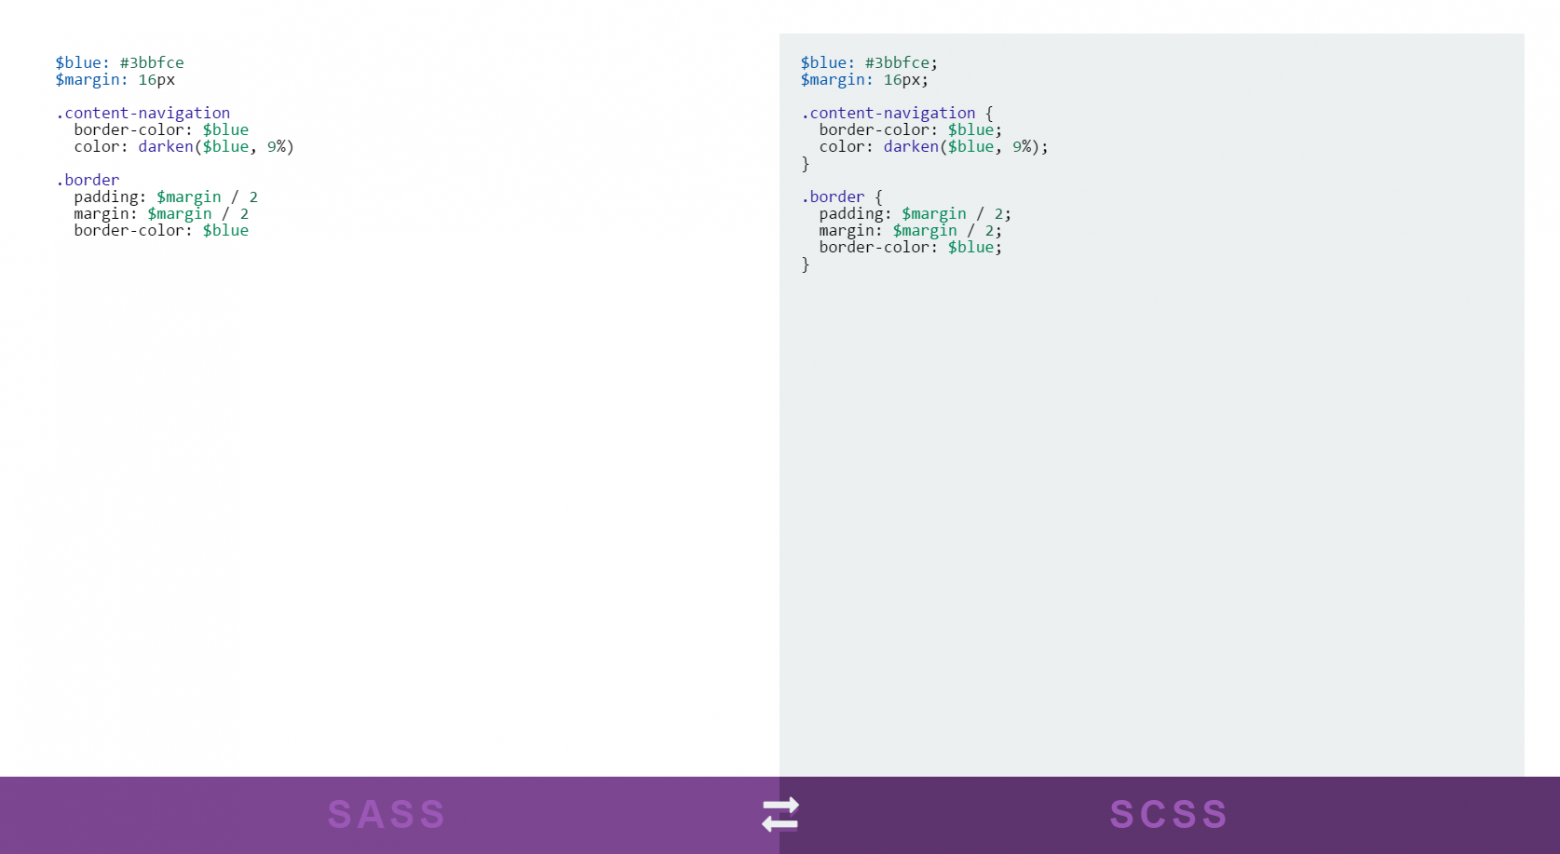 $blue: #3bbfce
$margin: 16px
.content-navigation
border-color: $blue
color: darken($blue, 9%)
.border
padding: $margin / 2
margin: $margin / 2
border-color: $blue
$blue: #3bbfce;
$margin: 16px;
.content-navigation {
border-color: $blue;
color: darken($blue, 9%);
}
.border {
padding: $margin / 2;
margin: $margin / 2;
border-color: $blue;
}
SASS
SCSS